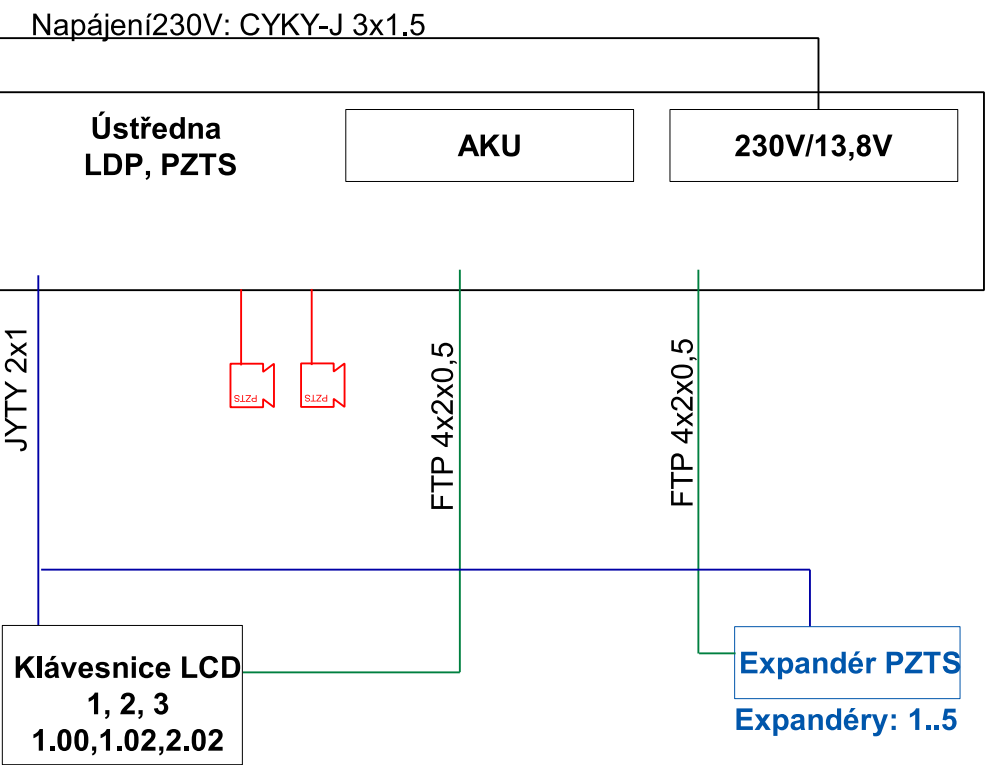 Napájení230V: CYKY-J 3x1.5
Ústředna
LDP, PZTS
AKU
230V/13,8V
JYTY 2x1
PZTS
PZTS
FTP 4x2x0,5
FTP 4x2x0,5
Klávesnice LCD
1, 2, 3
1.00,1.02,2.02
Expandér PZTS
Expandéry: 1..5